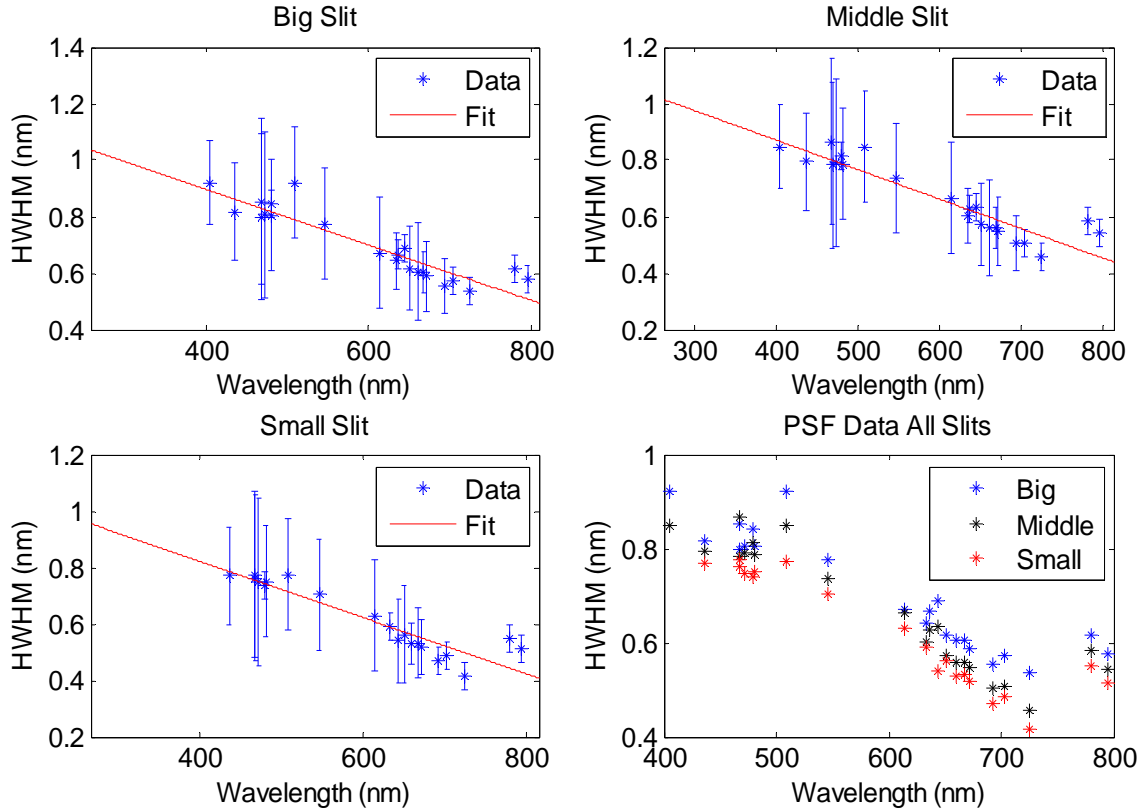 Big Slit
1.4
1.2
1
0.8
0.6
0.4
HWHM (nm)
Data
Fit
400
600
800
Wavelength (nm)
Middle Slit
1
0.8
0.6
0.4
0.2
HWHM (nm)
Data
Fit
300
400
500
600
700
800
Wavelength (nm)
Small Slit
1.2
1
0.8
0.6
0.4
0.2
HWHM (nm)
Data
Fit
400
600
800
Wavelength (nm)
PSF Data All Slits
1
0.8
0.6
0.4
HWHM (nm)
Big
Middle
Small
400
500
600
700
800
Wavelength (nm)